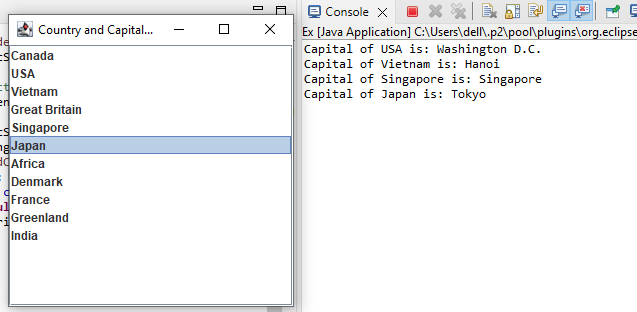 Country and Capital...
Canada
USA
Vietnam
Great Britain
Singapore
Japan
Africa
Denmark
France
Greenland
India
Console
Ex [Java Application] C:\Users\dell\.p2\pool\plugins\org.eclipse
Capital of USA is: Washington D.C.
Capital of Vietnam is: Hanoi
Capital of Singapore is: Singapore
Capital of Japan is: Tokyo